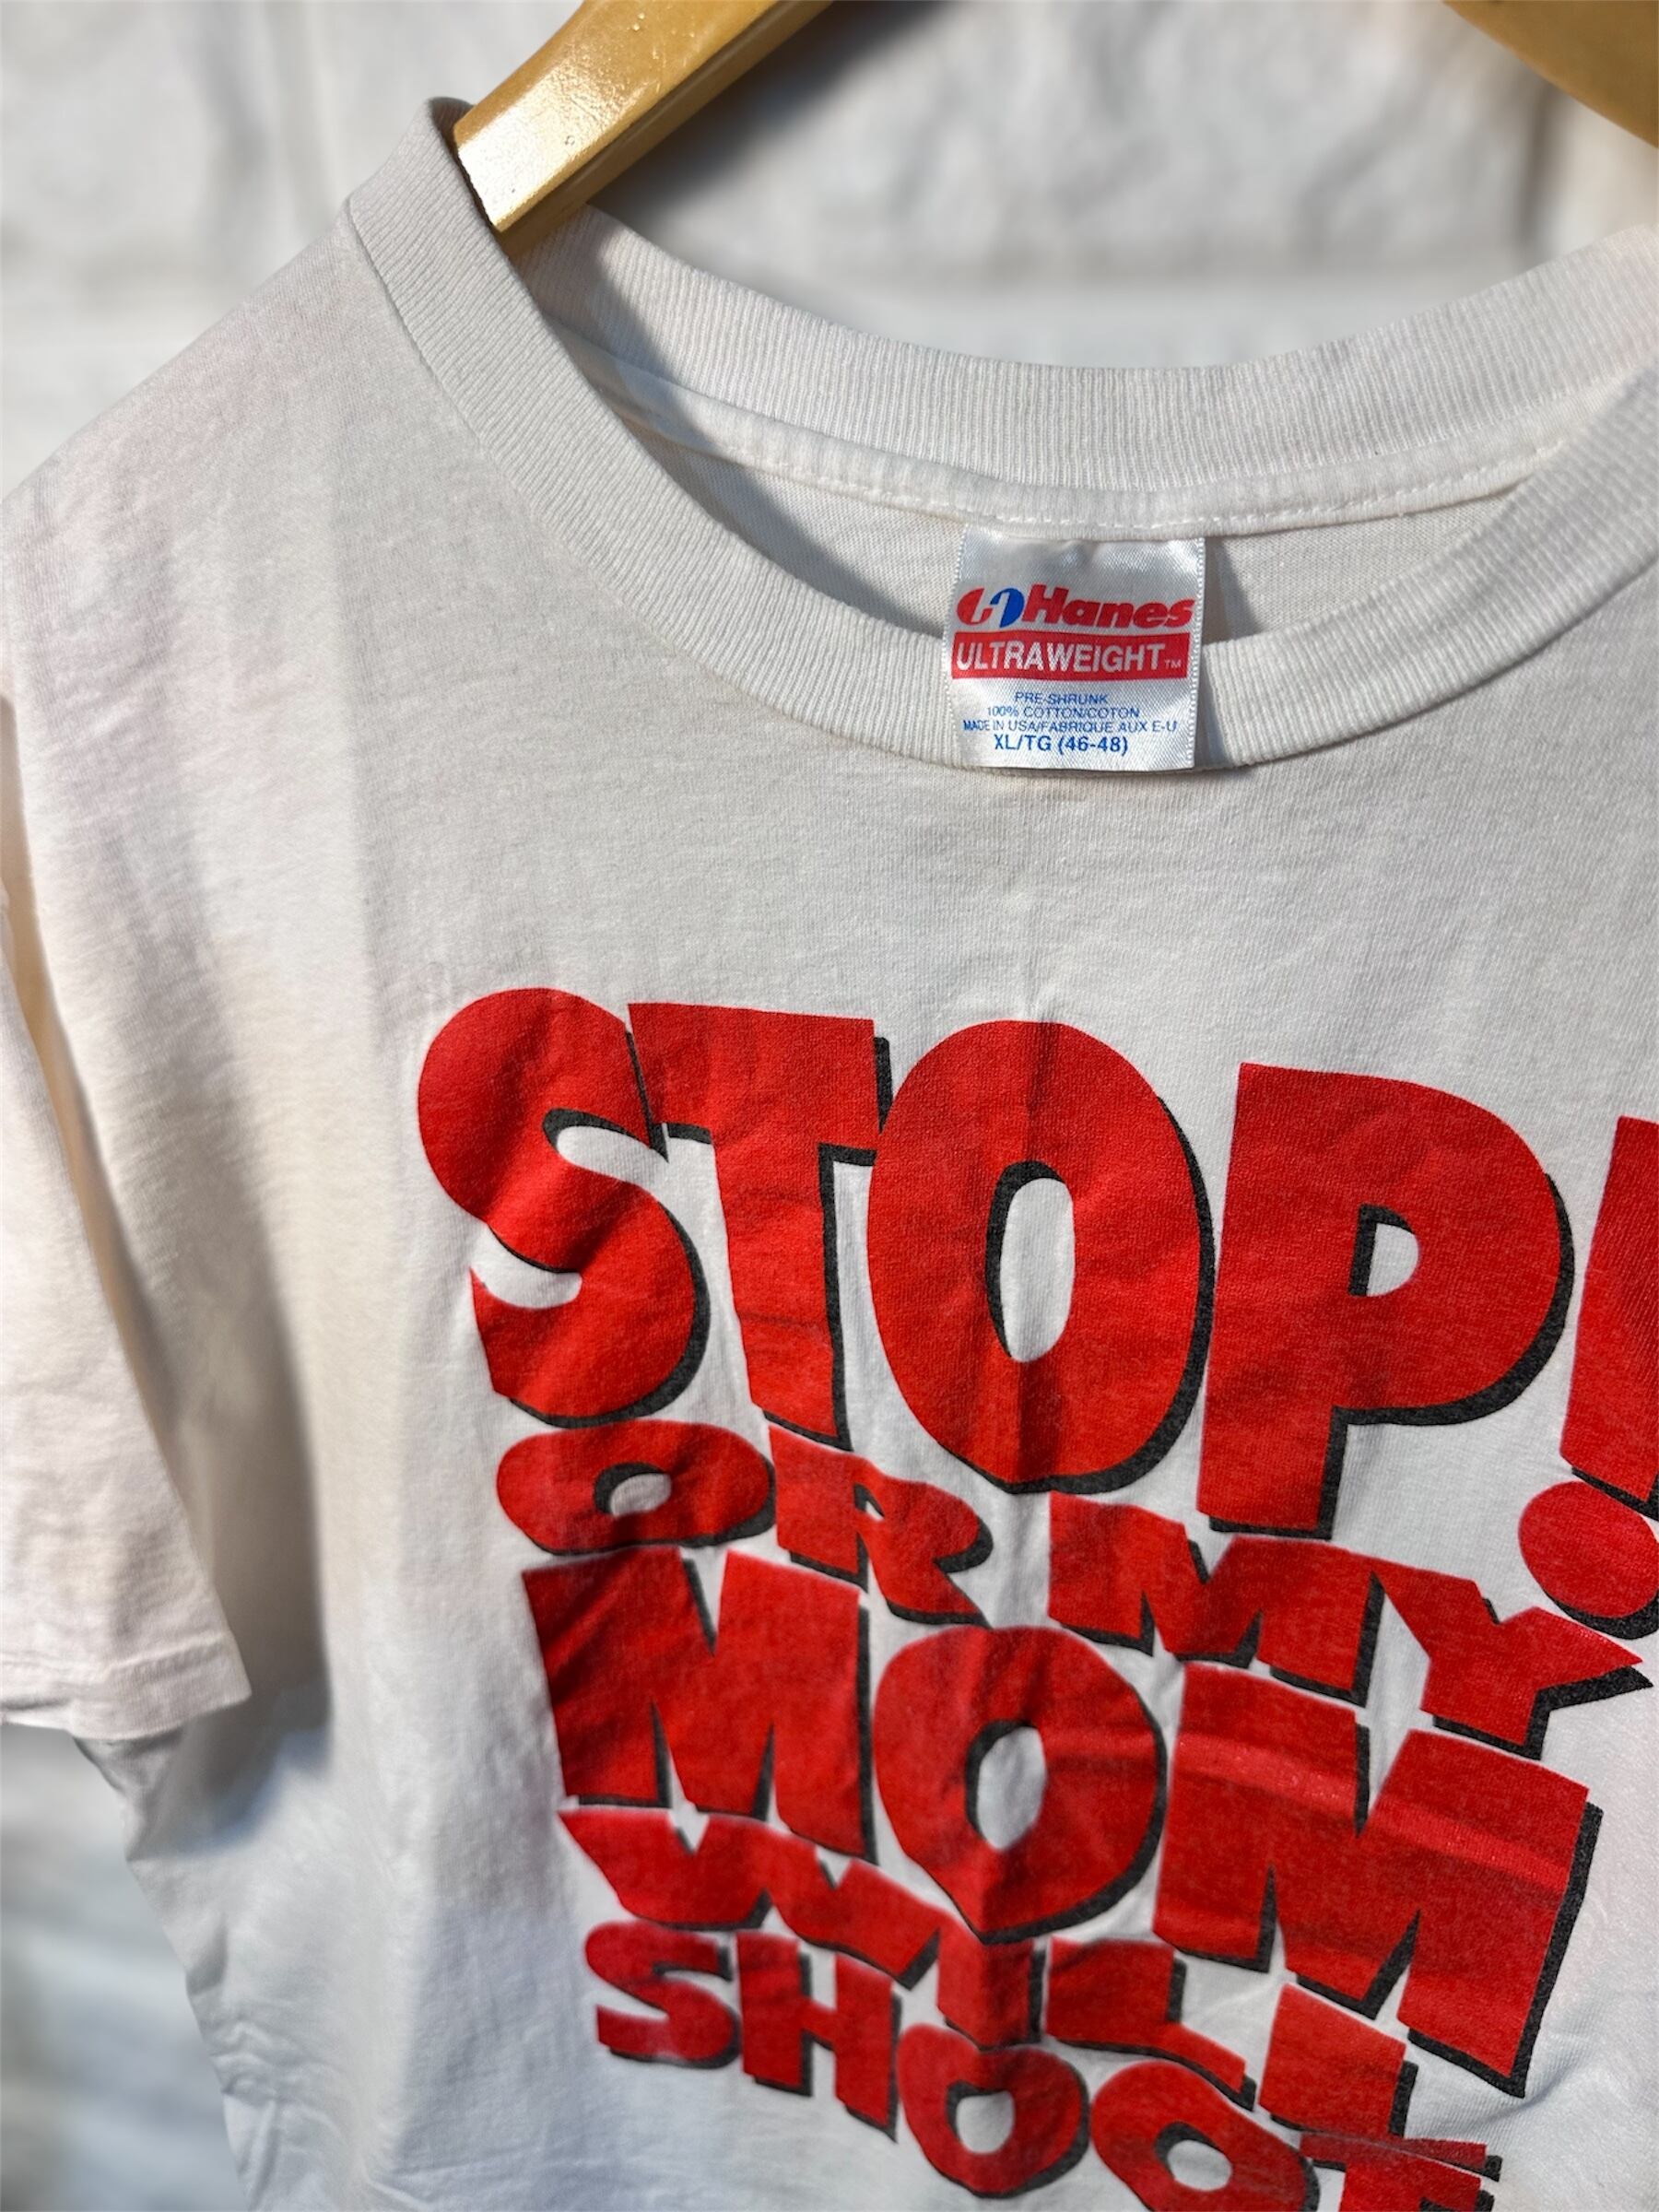 Hanes
ULTRAWEIGHT™
PRE-SHRUNK
100% COTTON/COTON
MADE IN USA/FABRIQUE AUX E-U
XL/TG (46-48)
STOP!
OR MY
MOM
WILL
SHOOT